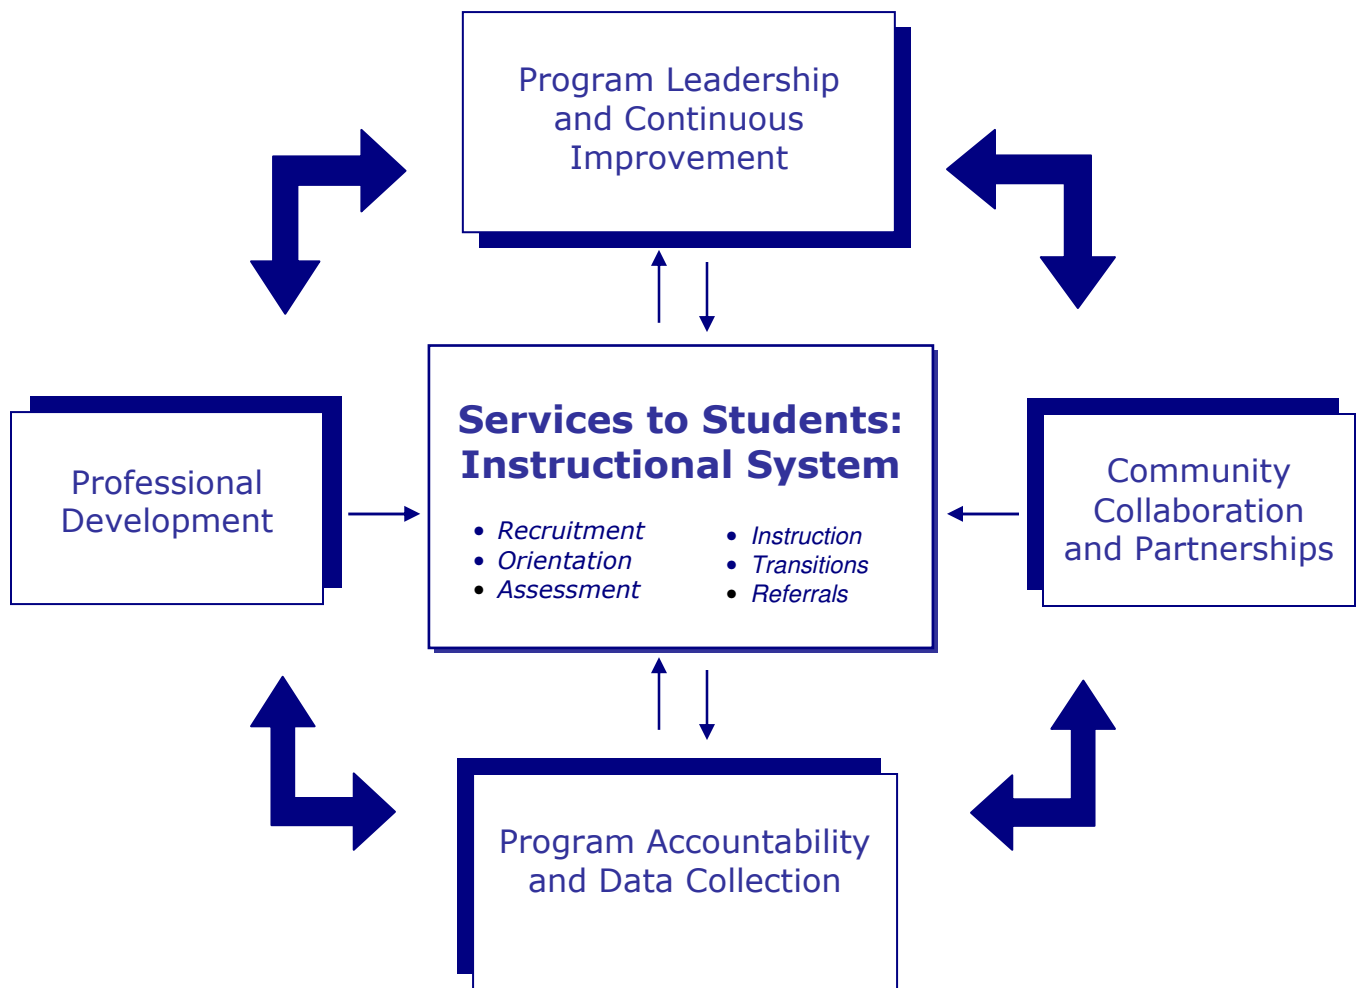 Program Leadership
and Continuous
Improvement
Services to Students:
Instructional System
• Recruitment
• Orientation
• Assessment
• Instruction
• Transitions
• Referrals
Professional
Development
Community
Collaboration
and Partnerships
Program Accountability
and Data Collection